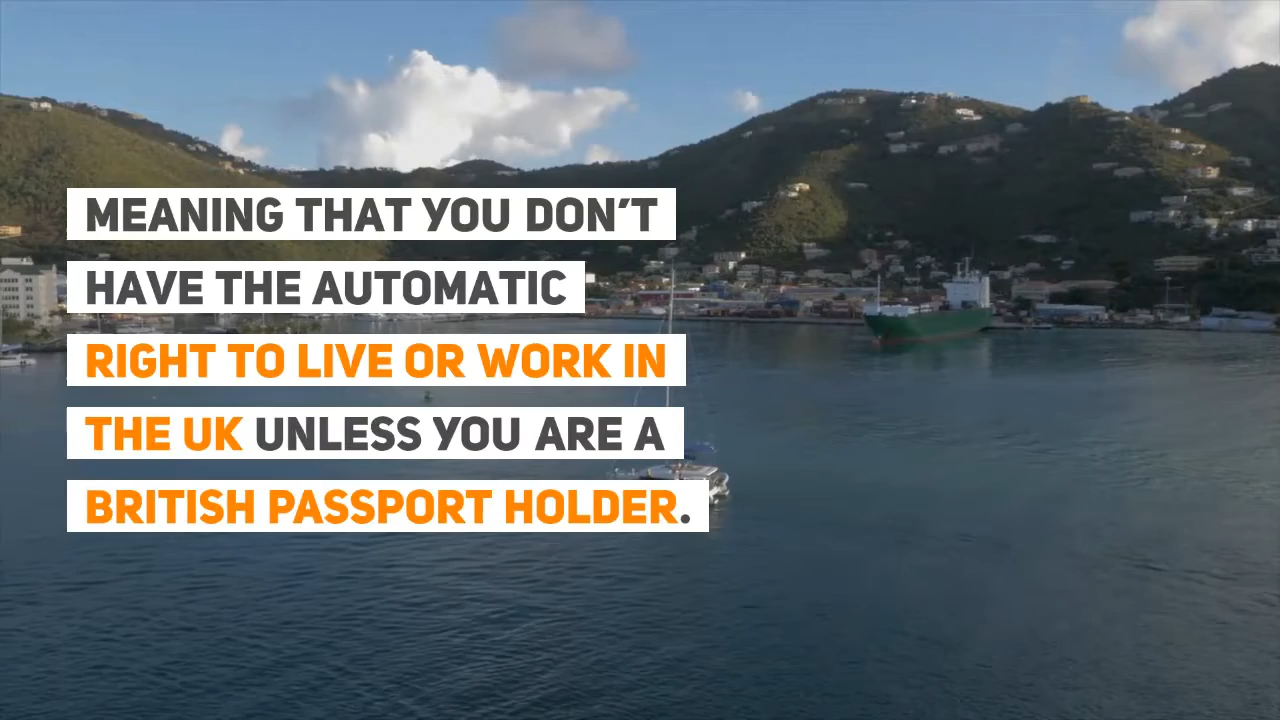 MEANING THAT YOU DON'T
HAVE THE AUTOMATIC
RIGHT TO LIVE OR WORK IN
THE UK UNLESS YOU ARE A
BRITISH PASSPORT HOLDER.